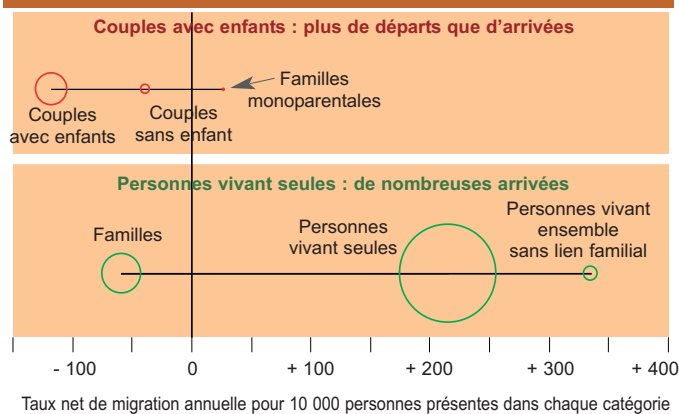 Couples avec enfants : plus de départs que d'arrivées
Familles
monoparentales
Couples
avec enfants
Couples
sans enfant
Personnes vivant seules : de nombreuses arrivées
Familles
Personnes
vivant seules
Personnes vivant
ensemble
sans lien familial
- 100 0 + 100 + 200 + 300 + 400
Taux net de migration annuelle pour 10 000 personnes présentes dans chaque catégorie